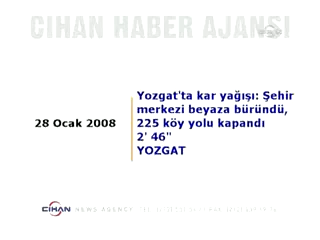 CIHAN HABER AJANSI
Yozgat'ta kar yağışı: Şehir
merkezi beyaza büründü,
225 köy yolu kapandı
2' 46"
YOZGAT
28 Ocak 2008
CIHAN NEWS AGENCY